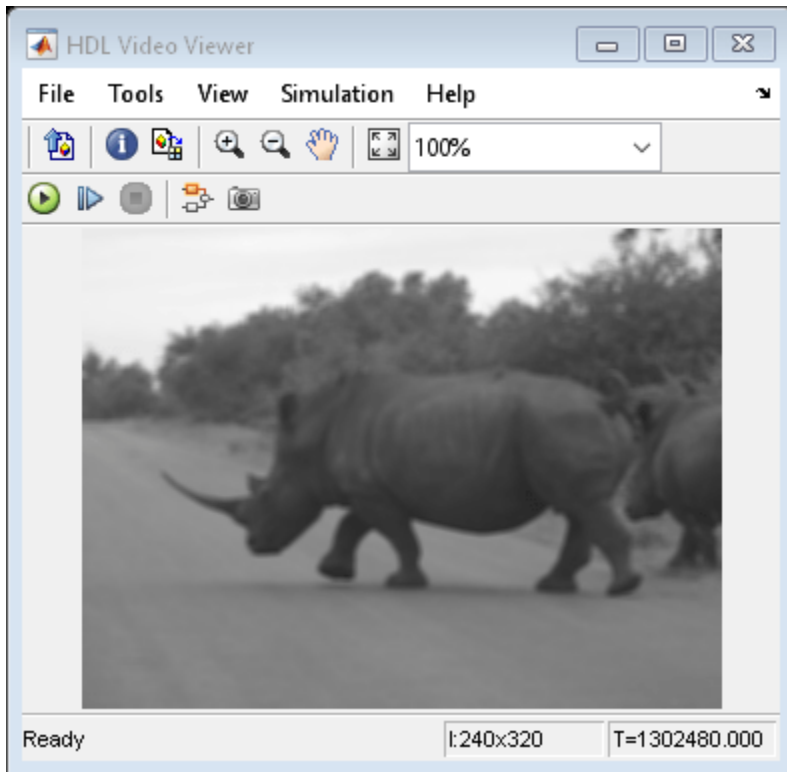 HDL Video Viewer
File Tools View Simulation Help
100%
Ready I:240x320 T=1302480.000